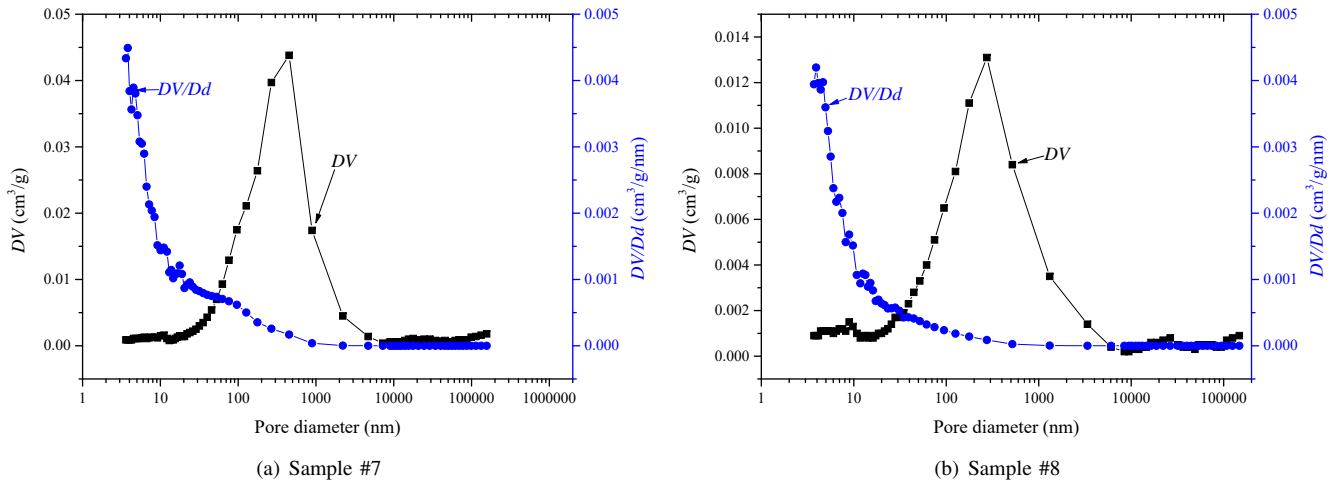 0.05
0.04
0.03
0.02
0.01
0.00
DV (cm³/g)
0.005
0.004
0.003
0.002
0.001
0.000
DV/Dd (cm³/g/nm)
DV/Dd
DV
1 10 100 1000 10000 100000 1000000
Pore diameter (nm)
(a) Sample #7
0.014
0.012
0.010
0.008
0.006
0.004
0.002
0.000
DV (cm³/g)
0.005
0.004
0.003
0.002
0.001
0.000
DV/Dd (cm³/g/nm)
DV/Dd
DV
1 10 100 1000 10000 100000
Pore diameter (nm)
(b) Sample #8